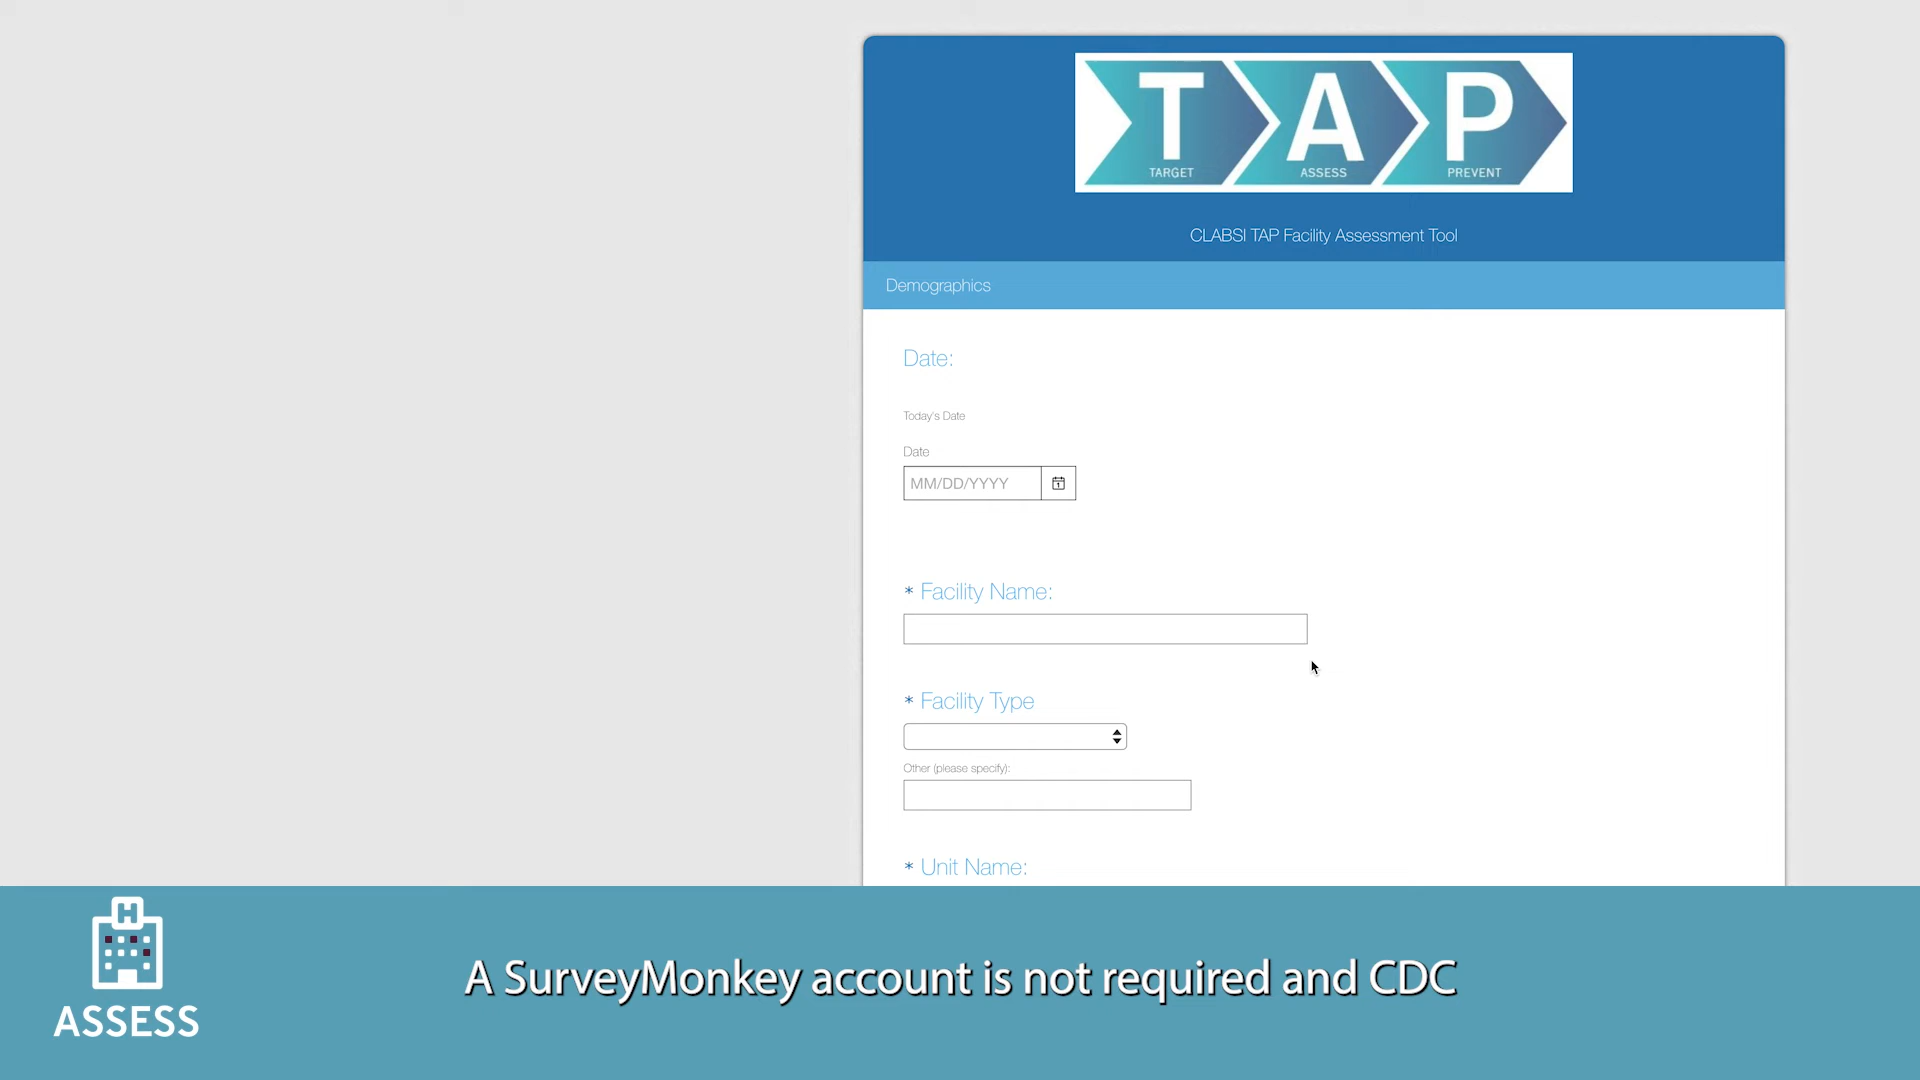 T A P
TARGET ASSESS PREVENT
CLABSI TAP Facility Assessment Tool
Demographics
Date:
Today's Date
Date
MM/DD/YYYY
* Facility Name:
* Facility Type
Other (please specify):
* Unit Name:
H
ASSESS
A SurveyMonkey account is not required and CDC